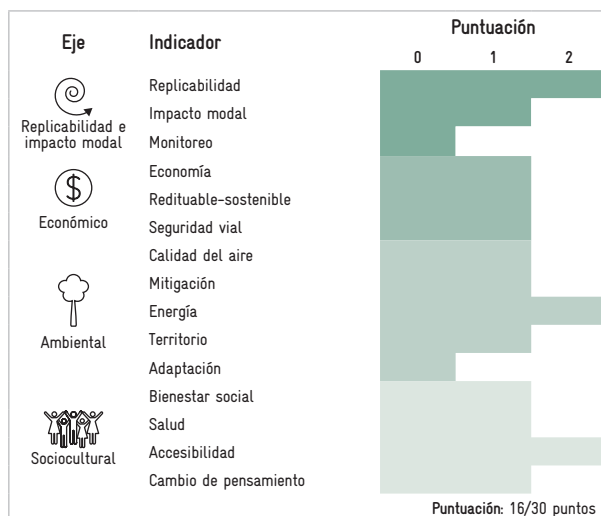 Eje
Indicador
Puntuación
0 1 2
Replicabilidad e
impacto modal
Replicabilidad
Impacto modal
Monitoreo
Económico
Economía
Redituable-sostenible
Seguridad vial
Ambiental
Calidad del aire
Mitigación
Energía
Territorio
Adaptación
Sociocultural
Bienestar social
Salud
Accesibilidad
Cambio de pensamiento
Puntuación: 16/30 puntos